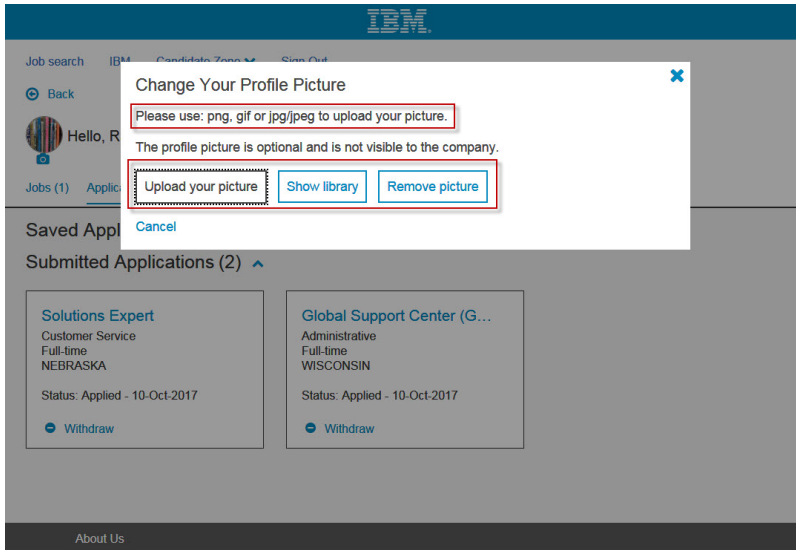 IBM.
Job search IBM Candidate Zone Sign Out
Back
Change Your Profile Picture
Please use: png, gif or jpg/jpeg to upload your picture.
Hello, R
The profile picture is optional and is not visible to the company.
Upload your picture Show library Remove picture
Jobs (1) Applic
Cancel
Saved Appl
Submitted Applications (2)
Solutions Expert
Customer Service
Full-time
NEBRASKA
Status: Applied - 10-Oct-2017
Withdraw
Global Support Center (G...
Administrative
Full-time
WISCONSIN
Status: Applied - 10-Oct-2017
Withdraw
About Us